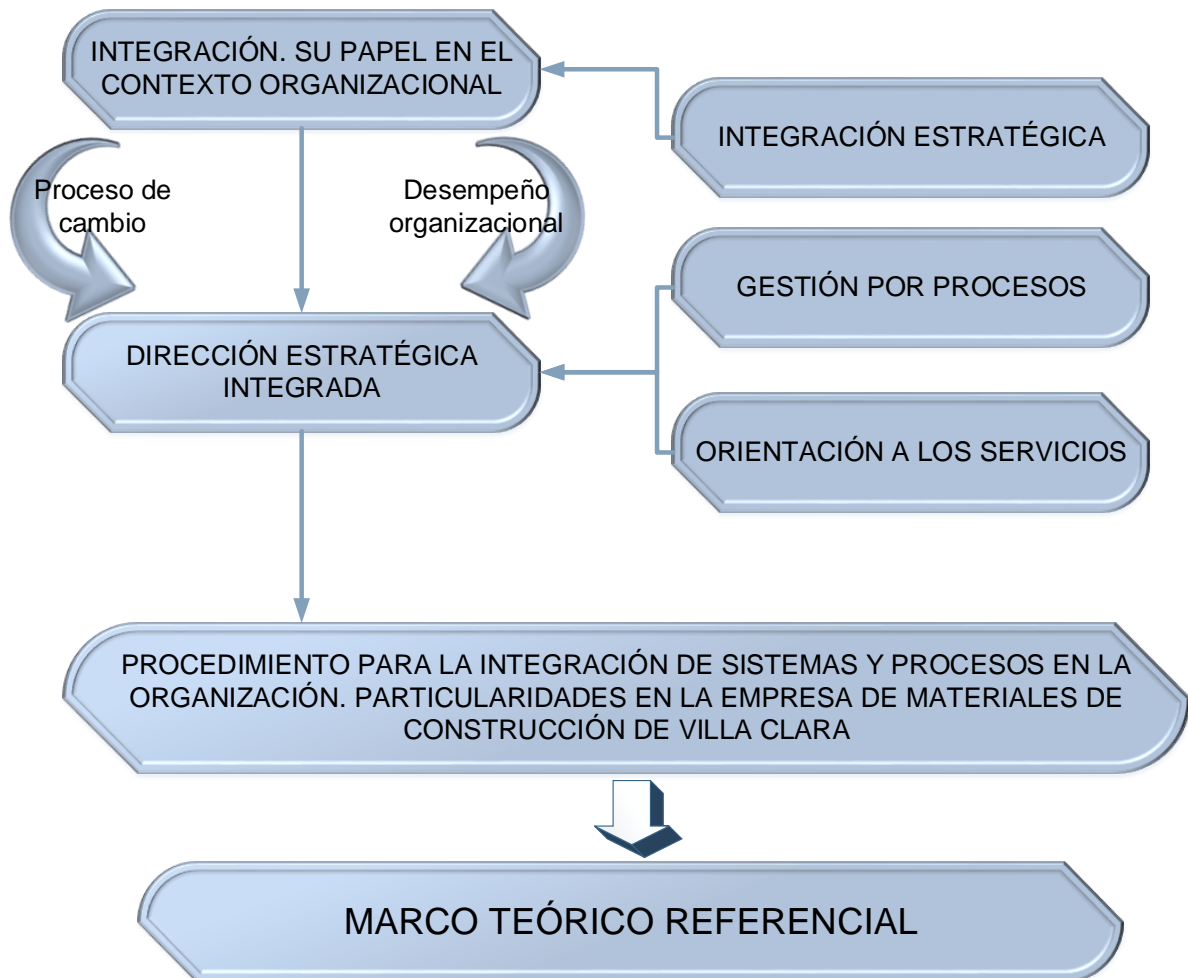 INTEGRACIÓN. SU PAPEL EN EL
CONTEXTO ORGANIZACIONAL
INTEGRACIÓN ESTRATÉGICA
Proceso de
cambio
Desempeño
organizacional
GESTIÓN POR PROCESOS
DIRECCIÓN ESTRATÉGICA
INTEGRADA
ORIENTACIÓN A LOS SERVICIOS
PROCEDIMIENTO PARA LA INTEGRACIÓN DE SISTEMAS Y PROCESOS EN LA
ORGANIZACIÓN. PARTICULARIDADES EN LA EMPRESA DE MATERIALES DE
CONSTRUCCIÓN DE VILLA CLARA
MARCO TEÓRICO REFERENCIAL